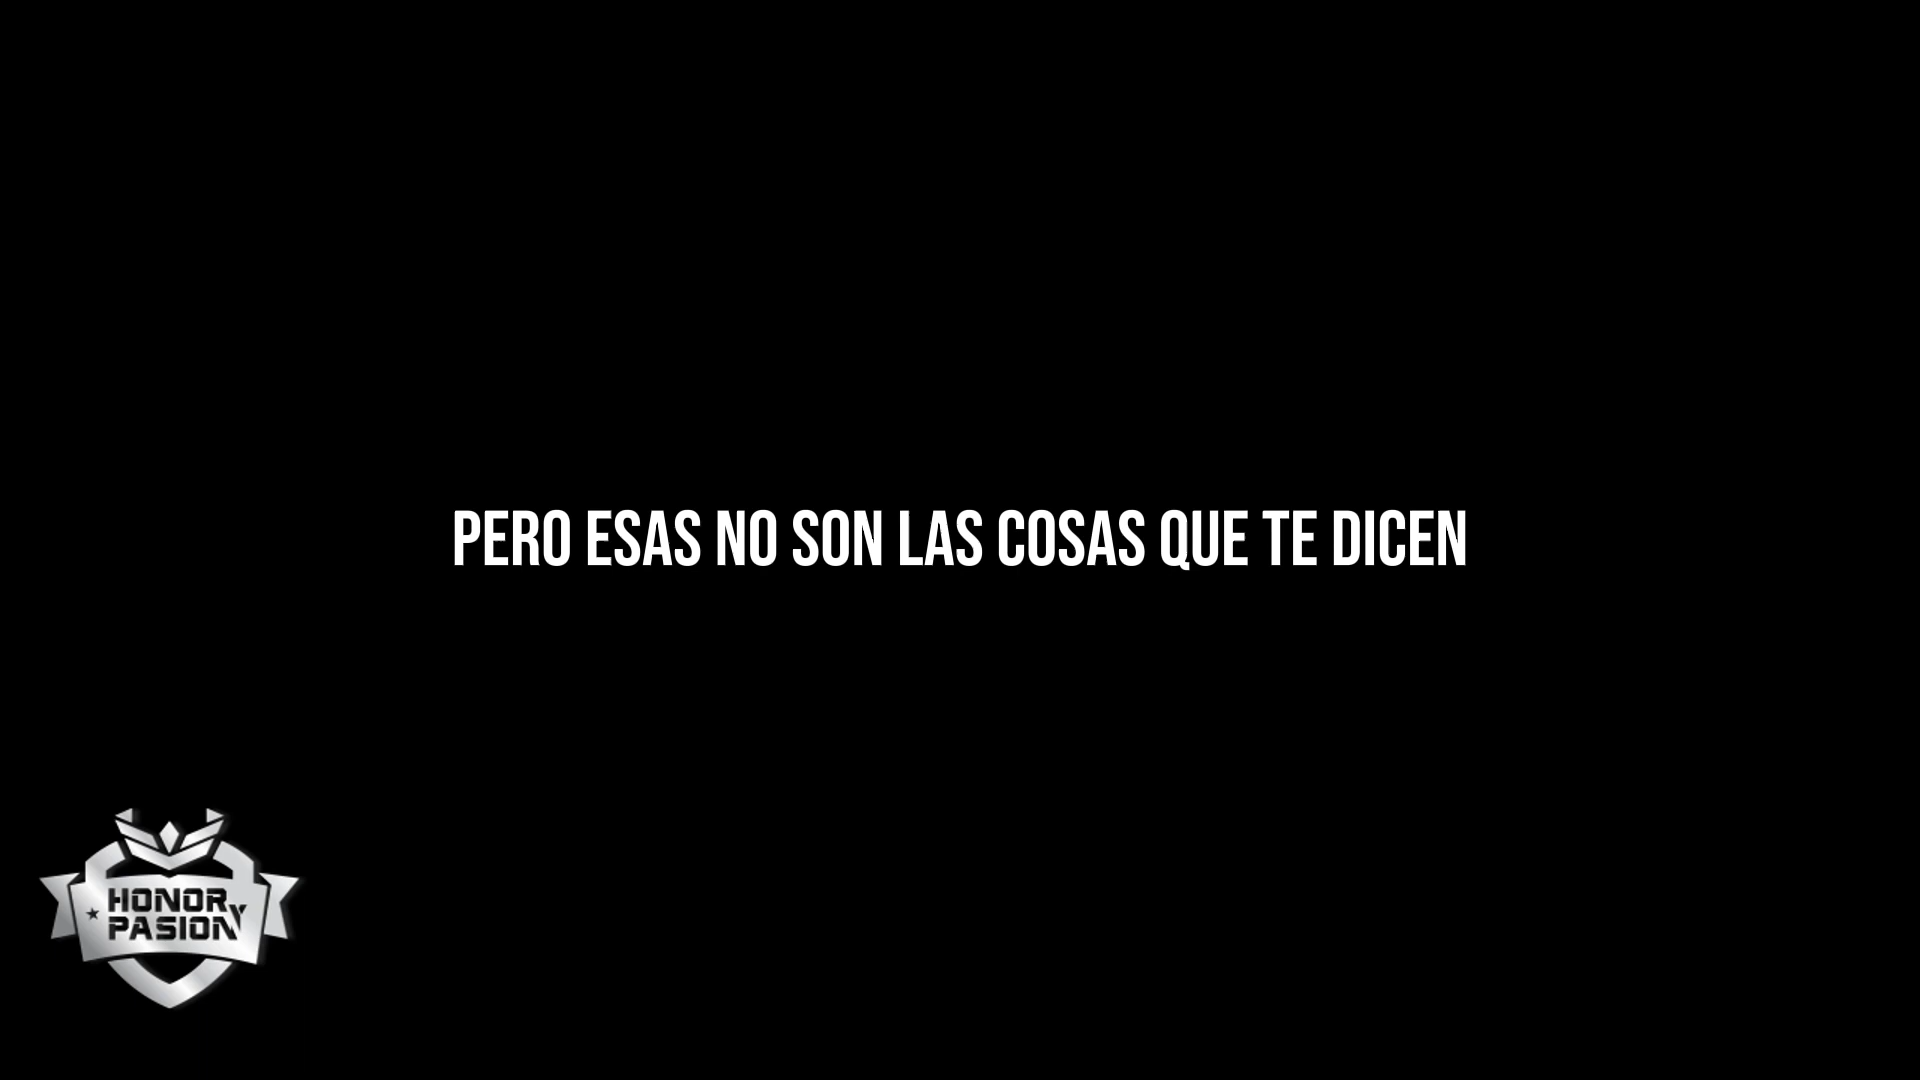 PERO ESAS NO SON LAS COSAS QUE TE DICEN
HONOR Y
PASION